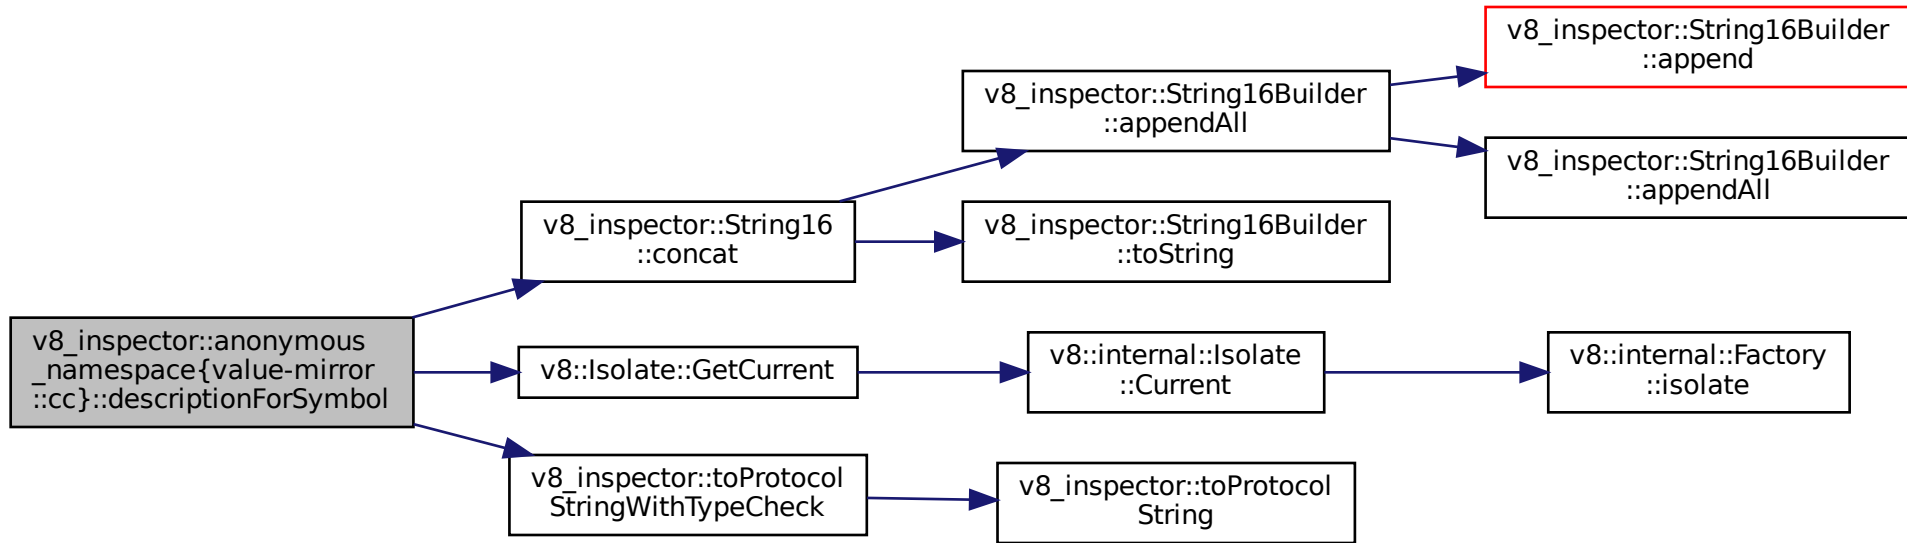 v8_inspector::anonymous
_namespace{value-mirror
::cc}::descriptionForSymbol
v8_inspector::String16
::concat
v8_inspector::String16Builder
::appendAll
v8_inspector::String16Builder
::append
v8_inspector::String16Builder
::appendAll
v8_inspector::String16Builder
::toString
v8::Isolate::GetCurrent
v8::internal::Isolate
::Current
v8::internal::Factory
::isolate
v8_inspector::toProtocol
StringWithTypeCheck
v8_inspector::toProtocol
String